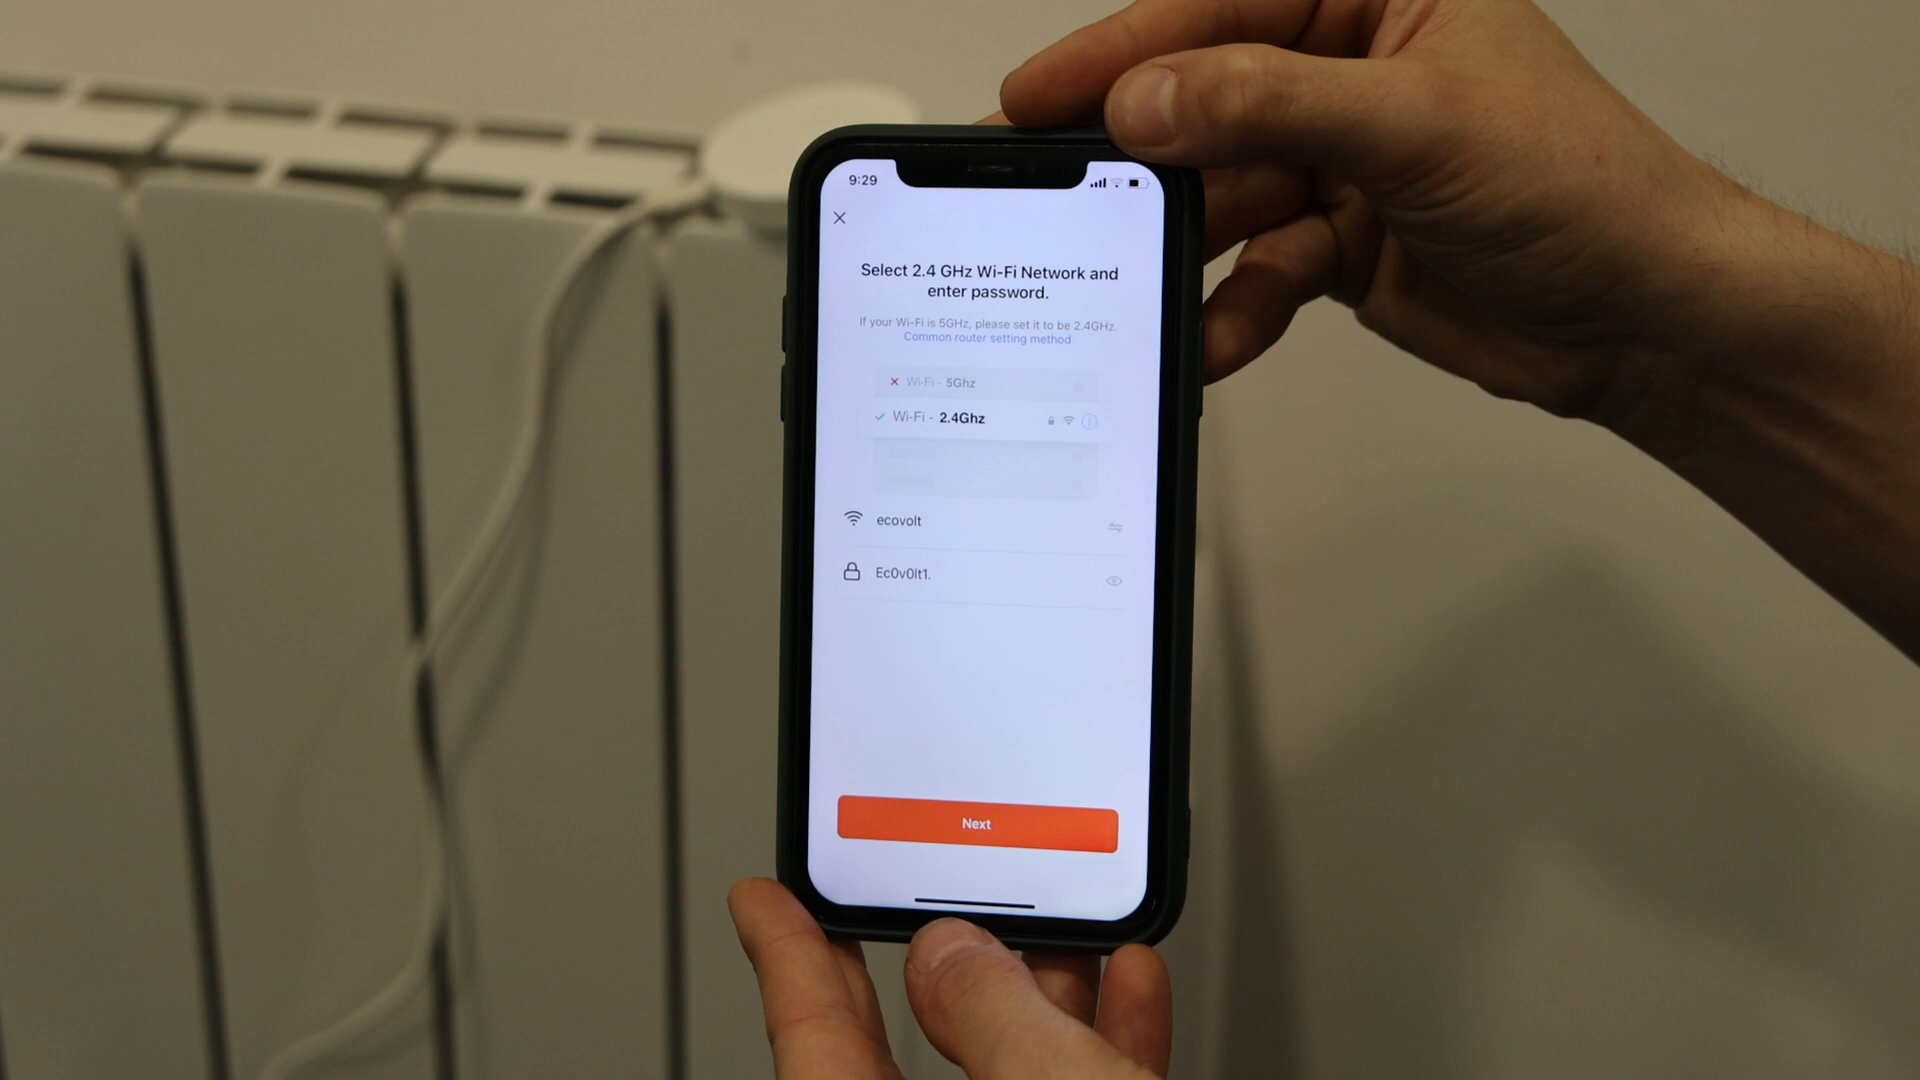 9:29
Select 2.4 GHz Wi-Fi Network and
enter password.
If your Wi-Fi is 5GHz, please set it to be 2.4GHz.
Common router setting method
Wi-Fi - 5Ghz
Wi-Fi - 2.4Ghz
ecovolt
Ec0v0lt1.
Next